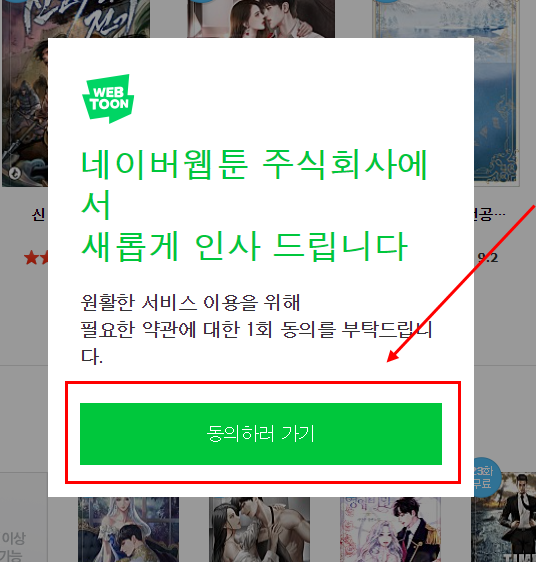 WEB
TOON
네이버웹툰 주식회사에
서
새롭게 인사 드립니다
신
공...
9.2
원활한 서비스 이용을 위해
필요한 약관에 대한 1회 동의를 부탁드립니
다.
동의하러 가기
무료
이상
가능